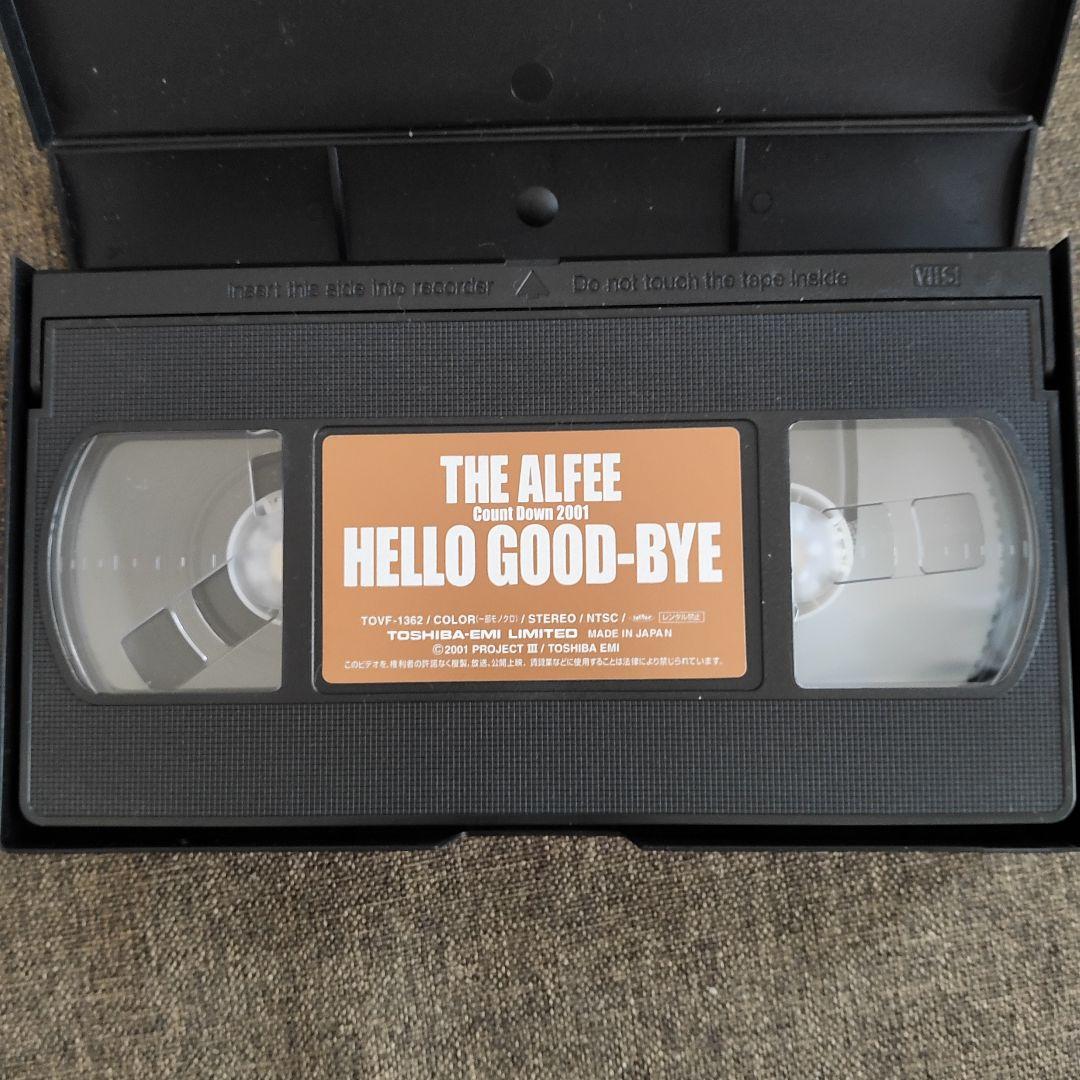 Insert this side into recorder Do not touch the tape inside VHS
THE ALFEE
Count Down 2001
HELLO GOOD-BYE
TOVF-1362 / COLOR(一部モノクロ) / STEREO / NTSC / レンタル禁止
TOSHIBA-EMI LIMITED MADE IN JAPAN
©2001 PROJECT III / TOSHIBA EMI
このビデオを、権利者の許諾なく複製、放送、公開上映、賃貸業などに使用することは法律により禁じられています。